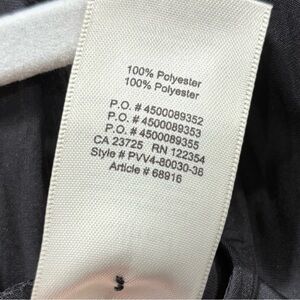 100% Polyester
100% Polyester
P.O. # 4500089352
P.O. # 4500089353
P.O. # 4500089355
CA 23725 RN 122354
Style # PVV4-80030-36
Article # 68916